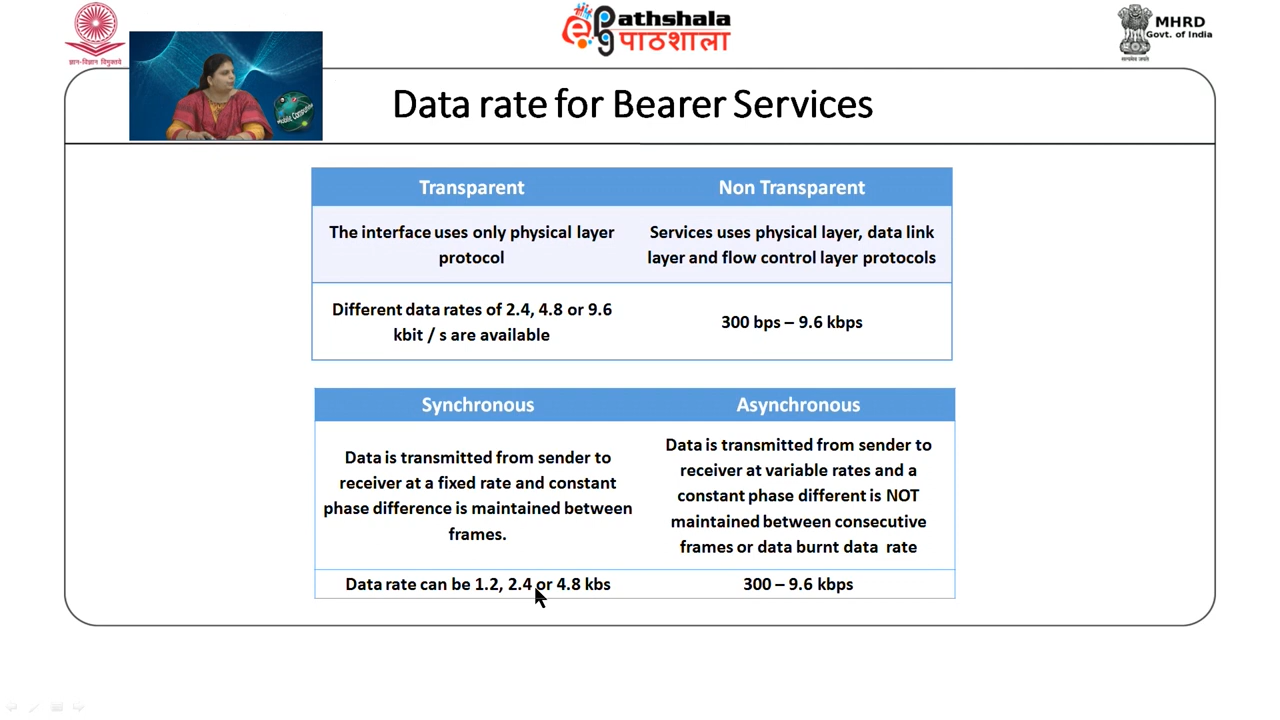 ज्ञान-विज्ञान विमुक्तये
Pathshala
पाठशाला
MHRD
Govt. of India
सत्यमेव जयते
Data rate for Bearer Services
Transparent
Non Transparent
The interface uses only physical layer
protocol
Services uses physical layer, data link
layer and flow control layer protocols
Different data rates of 2.4, 4.8 or 9.6
kbit / s are available
300 bps – 9.6 kbps
Synchronous
Asynchronous
Data is transmitted from sender to
receiver at a fixed rate and constant
phase difference is maintained between
frames.
Data is transmitted from sender to
receiver at variable rates and a
constant phase different is NOT
maintained between consecutive
frames or data burnt data rate
Data rate can be 1.2, 2.4 or 4.8 kbs
300 – 9.6 kbps